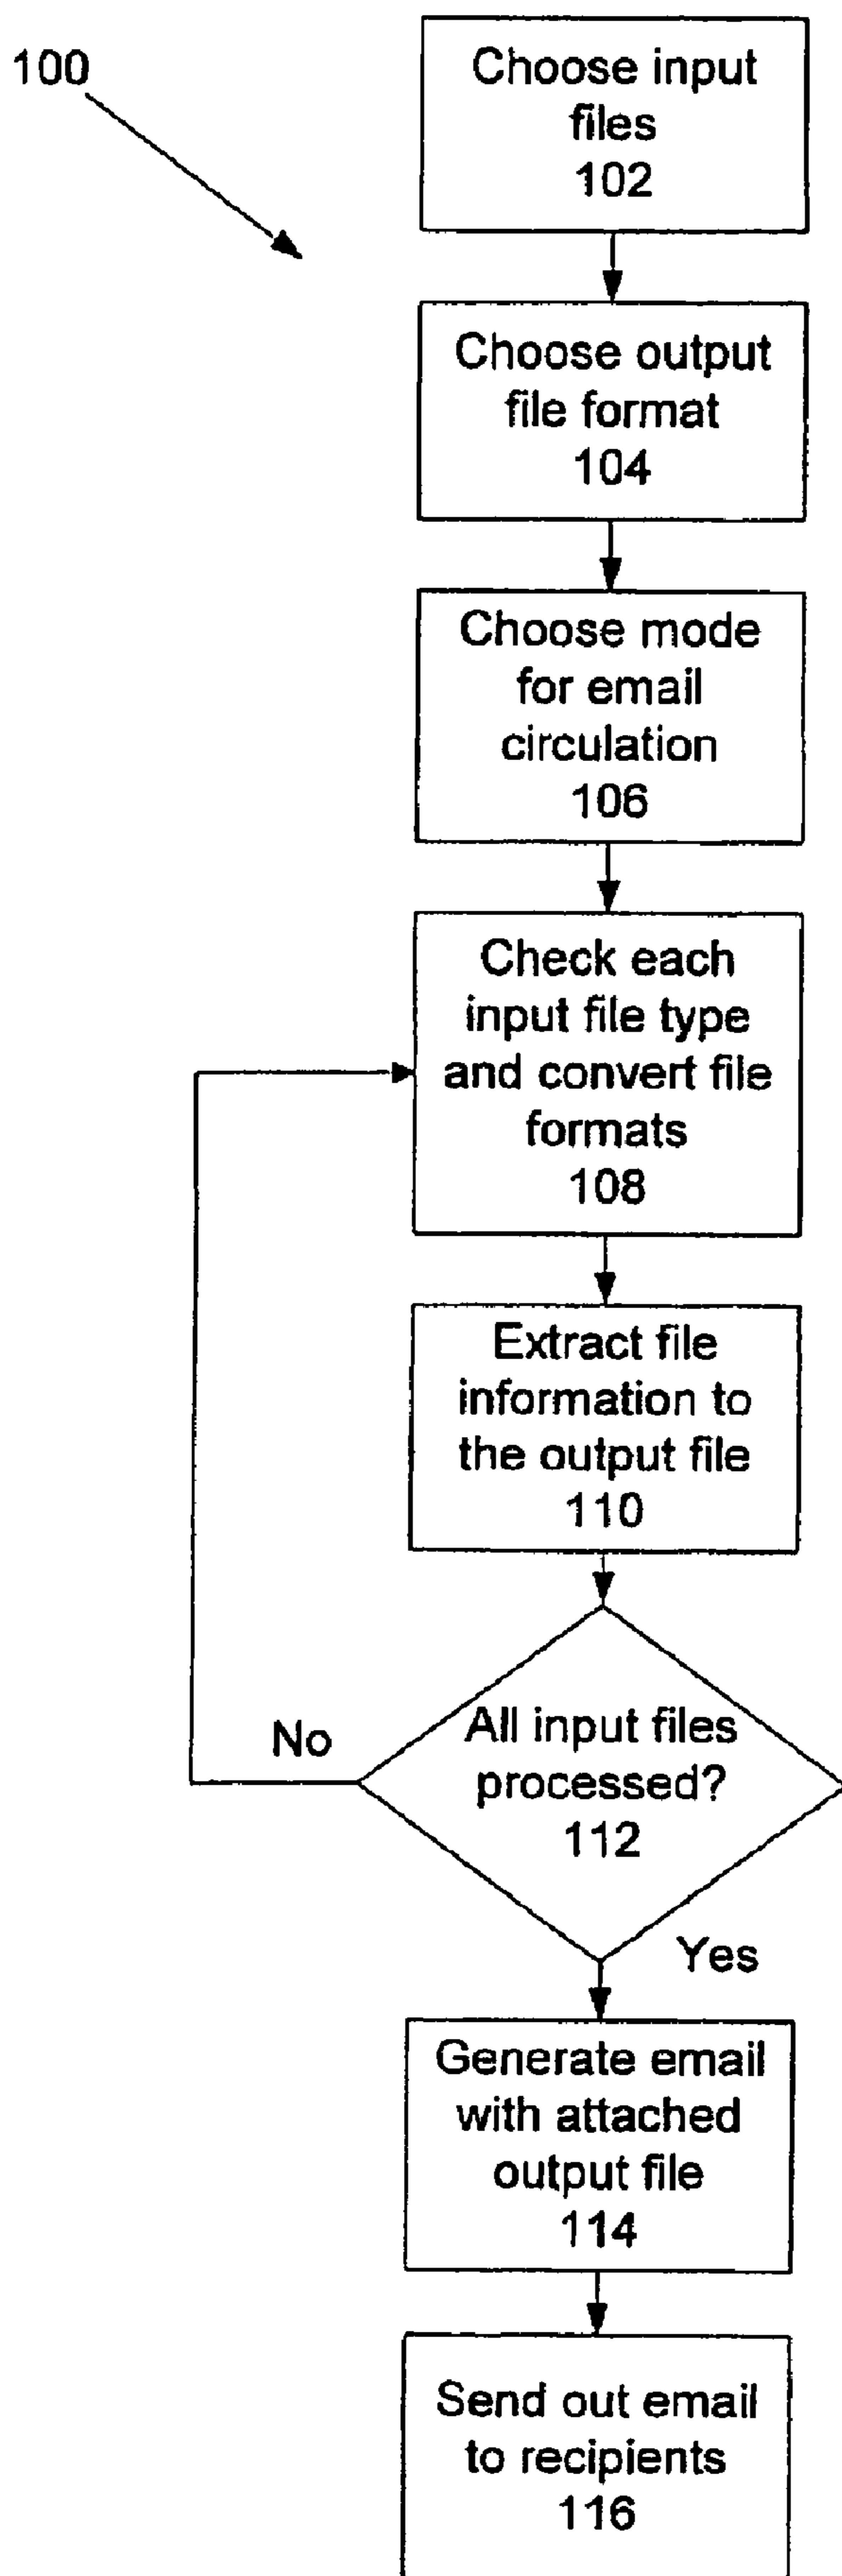 100
Choose input
files
102
Choose output
file format
104
Choose mode
for email
circulation
106
Check each
input file type
and convert file
formats
108
Extract file
information to
the output file
110
All input files
processed?
112
No
Yes
Generate email
with attached
output file
114
Send out email
to recipients
116